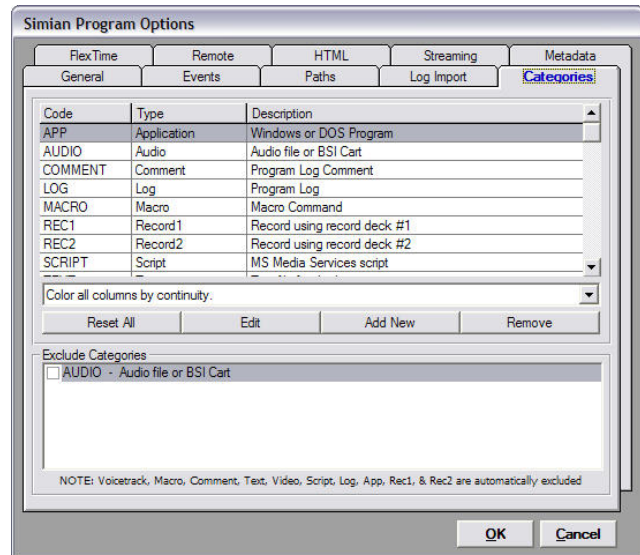 Simian Program Options
FlexTime Remote HTML Streaming Metadata
General Events Paths Log Import Categories
Code Type Description
APP Application Windows or DOS Program
AUDIO Audio Audio file or BSI Cart
COMMENT Comment Program Log Comment
LOG Log Program Log
MACRO Macro Macro Command
REC1 Record1 Record using record deck #1
REC2 Record2 Record using record deck #2
SCRIPT Script MS Media Services script
Color all columns by continuity.
Reset All Edit Add New Remove
Exclude Categories
AUDIO - Audio file or BSI Cart
NOTE: Voicetrack, Macro, Comment, Text, Video, Script, Log, App, Rec1, & Rec2 are automatically excluded
OK Cancel